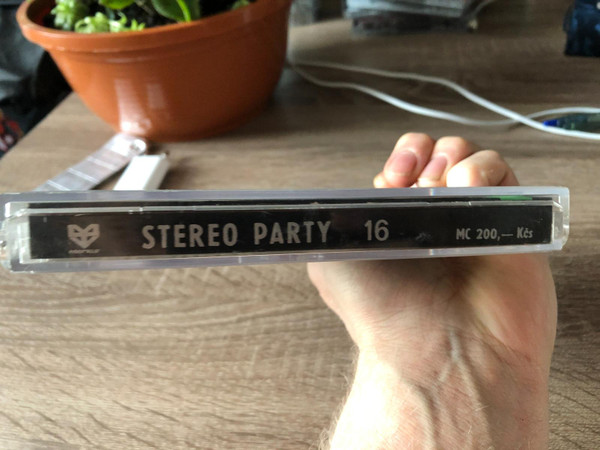 STEREO PARTY 16 MC 200,— Kčs